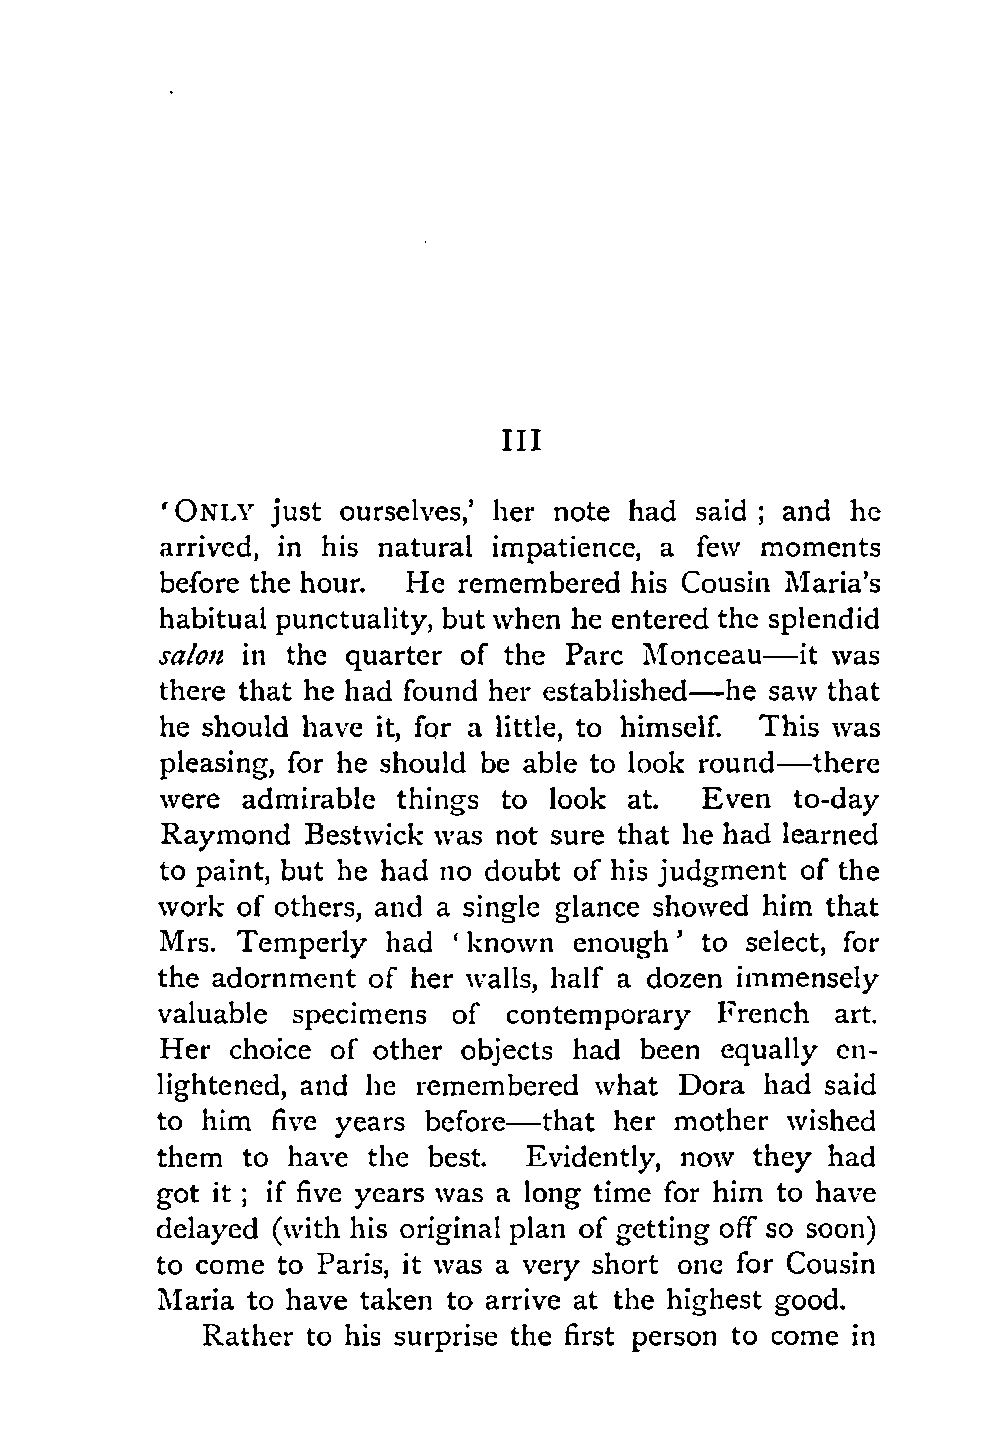 III
‘ONLY just ourselves,’ her note had said ; and he
arrived, in his natural impatience, a few moments
before the hour. He remembered his Cousin Maria’s
habitual punctuality, but when he entered the splendid
salon in the quarter of the Parc Monceau—it was
there that he had found her established—he saw that
he should have it, for a little, to himself. This was
pleasing, for he should be able to look round—there
were admirable things to look at. Even to-day
Raymond Bestwick was not sure that he had learned
to paint, but he had no doubt of his judgment of the
work of others, and a single glance showed him that
Mrs. Temperly had ‘known enough’ to select, for
the adornment of her walls, half a dozen immensely
valuable specimens of contemporary French art.
Her choice of other objects had been equally en-
lightened, and he remembered what Dora had said
to him five years before—that her mother wished
them to have the best. Evidently, now they had
got it ; if five years was a long time for him to have
delayed (with his original plan of getting off so soon)
to come to Paris, it was a very short one for Cousin
Maria to have taken to arrive at the highest good.
Rather to his surprise the first person to come in